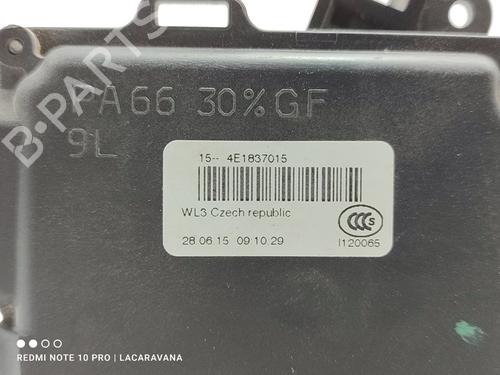 B-PARTS
PA66 30%GF
9L
15-- 4E1837015
WL3 Czech republic
CCC S
28.06.15 09.10.29
I120065
REDMI NOTE 10 PRO | LACARAVANA